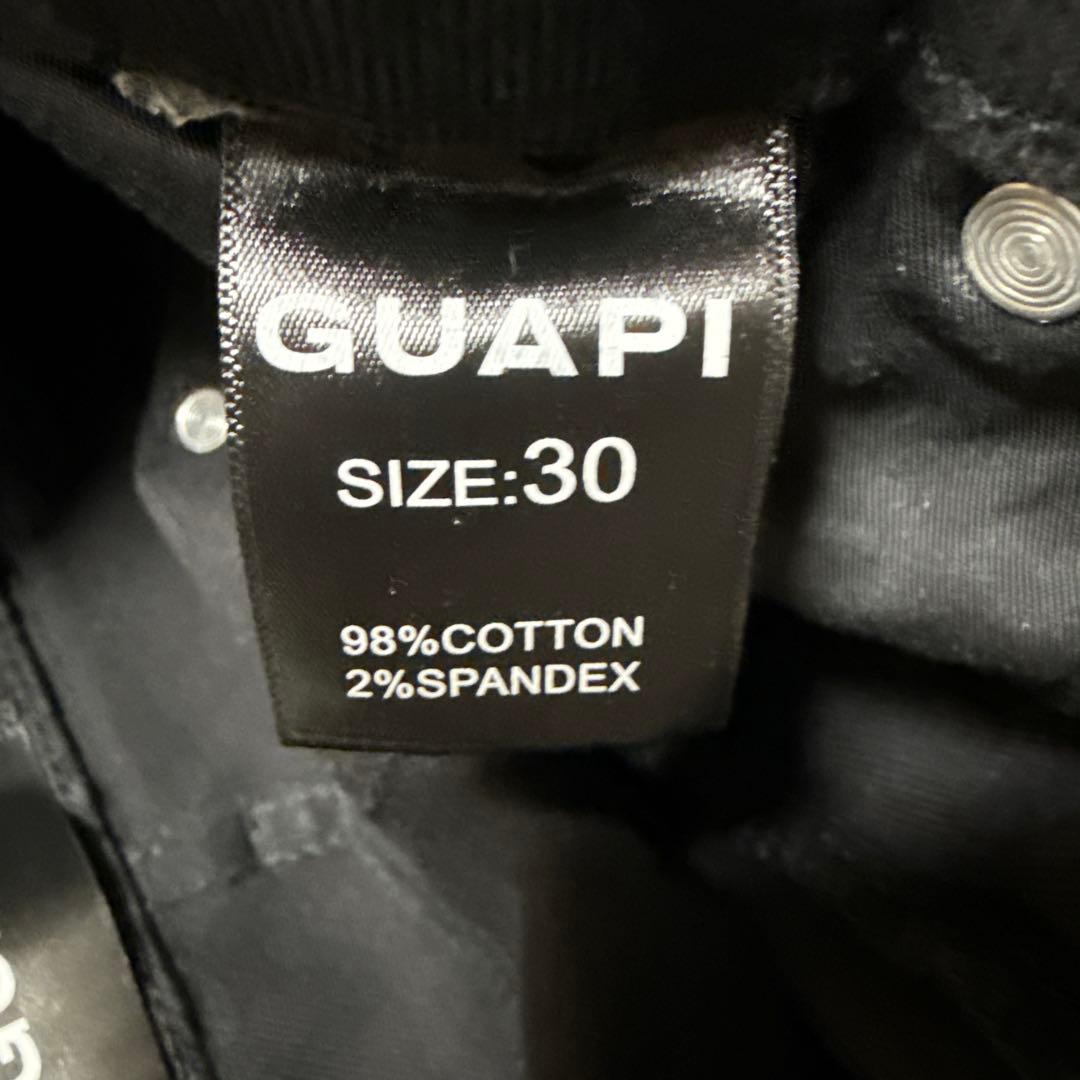 GUAPI
SIZE:30
98%COTTON
2%SPANDEX